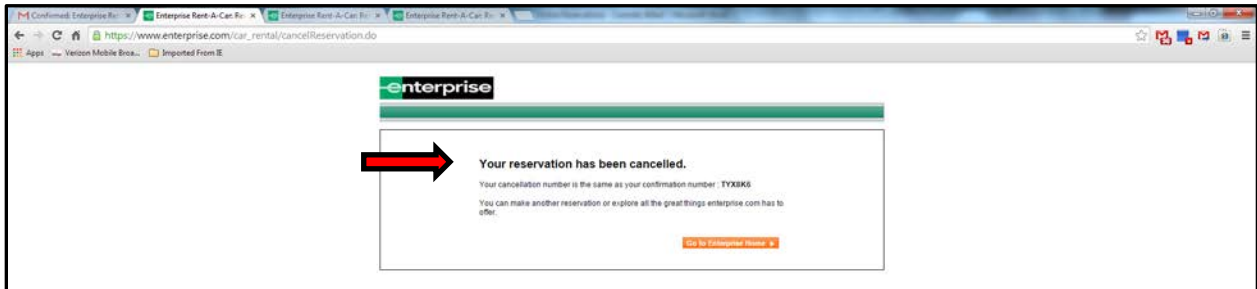 Confirmed: Enterprise Re
Enterprise Rent-A-Car: Re
Enterprise Rent-A-Car: Re
Enterprise Rent-A-Car: Re
https://www.enterprise.com/car_rental/cancelReservation.do
Apps
Verizon Mobile Broa...
Imported From IE
enterprise
Your reservation has been cancelled.
Your cancellation number is the same as your confirmation number : TYX8K6
You can make another reservation or explore all the great things enterprise.com has to
offer.
Go to Enterprise Home